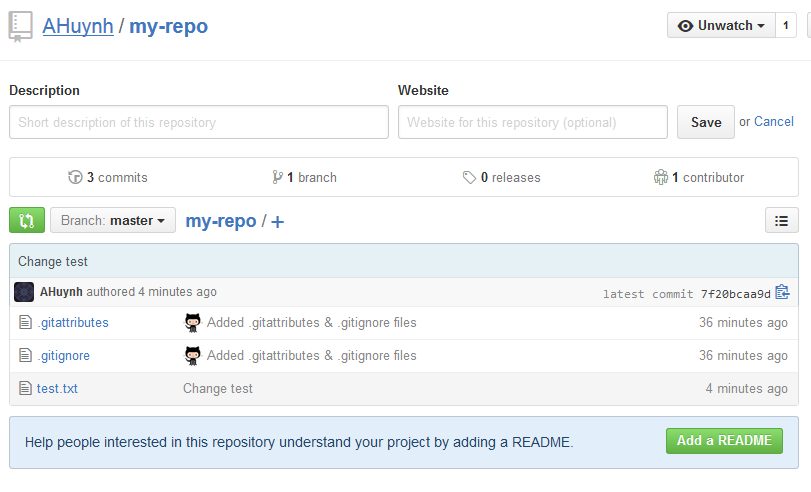 AHuynh / my-repo
Unwatch 1
Description
Website
Short description of this repository
Website for this repository (optional)
Save
or Cancel
3 commits
1 branch
0 releases
1 contributor
Branch: master
my-repo / +
Change test
AHuynh authored 4 minutes ago
latest commit 7f20bcaa9d
.gitattributes Added .gitattributes & .gitignore files 36 minutes ago
.gitignore Added .gitattributes & .gitignore files 36 minutes ago
test.txt Change test 4 minutes ago
Help people interested in this repository understand your project by adding a README.
Add a README